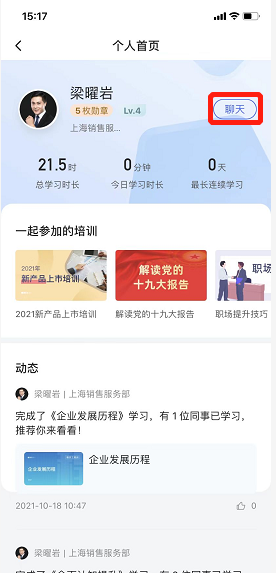 15:17
个人首页
梁曜岩
5枚勋章 Lv.4
上海销售服...
聊天
21.5时 0分钟 0天
总学习时长 今日学习时长 最长连续学习
一起参加的培训
2021年
新产品上市培训
解读党的
十九大报告
职场
2021新产品上市培训 解读党的十九大报告 职场提升技巧
动态
梁曜岩 | 上海销售服务部
完成了《企业发展历程》学习，有 1 位同事已学习，
推荐你来看看！
企业发展历程
企业发展历程
2021-10-18 10:47 0
梁曜岩 | 上海销售服务部